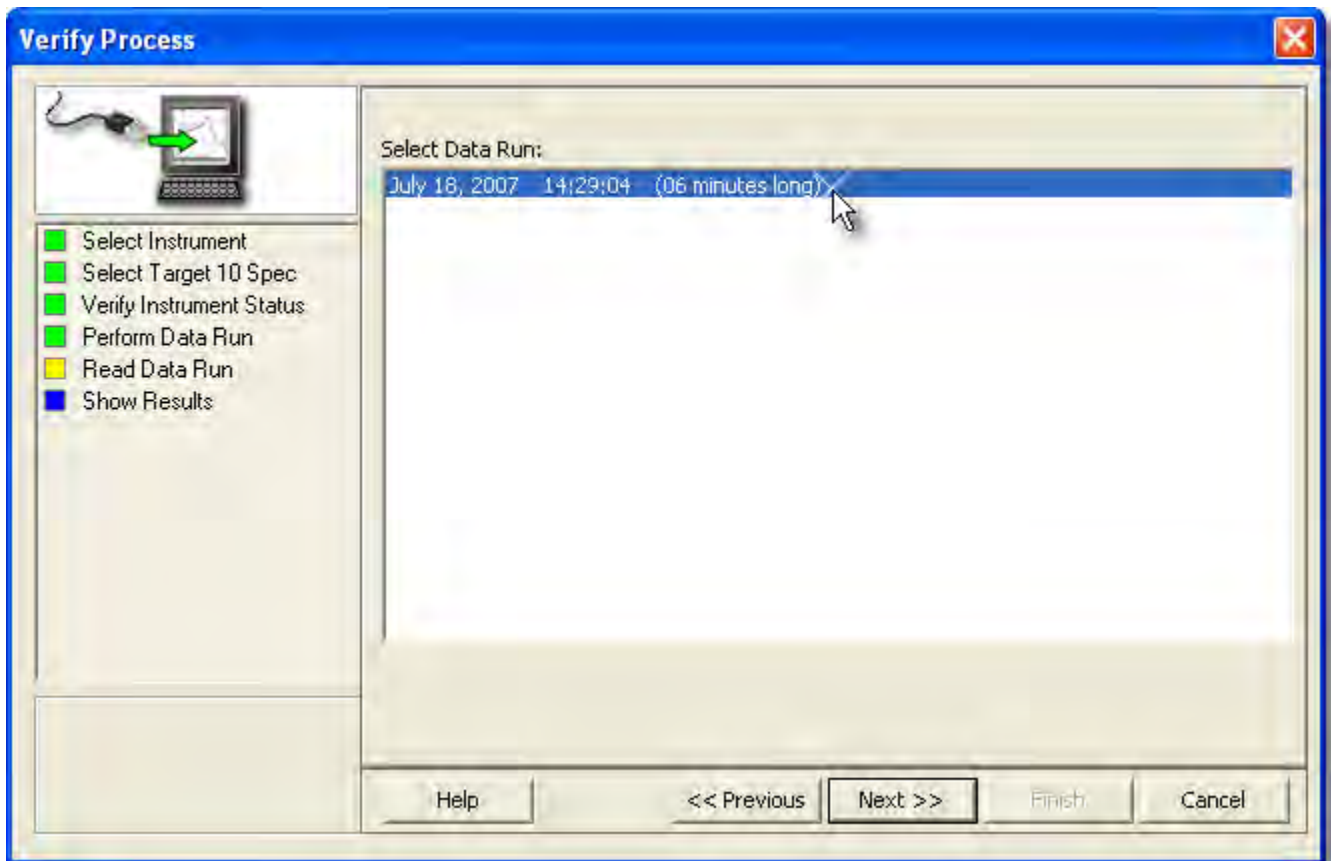 Verify Process
Select Instrument
Select Target 10 Spec
Verify Instrument Status
Perform Data Run
Read Data Run
Show Results
Select Data Run:
July 18, 2007 14:29:04 (06 minutes long)
Help
<< Previous
Next >>
Finish
Cancel